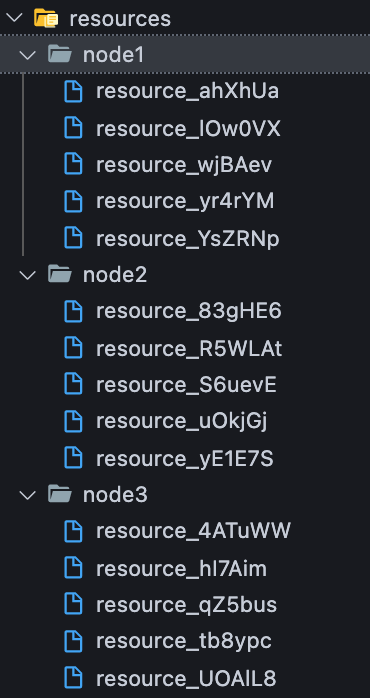 resources
node1
resource_ahXhUa
resource_lOw0VX
resource_wjBAev
resource_yr4rYM
resource_YsZRNp
node2
resource_83gHE6
resource_R5WLAt
resource_S6uevE
resource_uOkjGj
resource_yE1E7S
node3
resource_4ATuWW
resource_hI7Aim
resource_qZ5bus
resource_tb8ypc
resource_UOAlL8